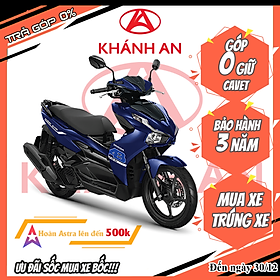 TRẢ GÓP 0%
KHÁNH AN
GÓP
0 GIỮ
CAVET
BẢO HÀNH
3 NĂM
MUA XE
TRÚNG XE
Hoàn Astra lên đến 500k
ƯU ĐÃI SỐC MUA XE BỐC!!!
Đến ngày 30/12